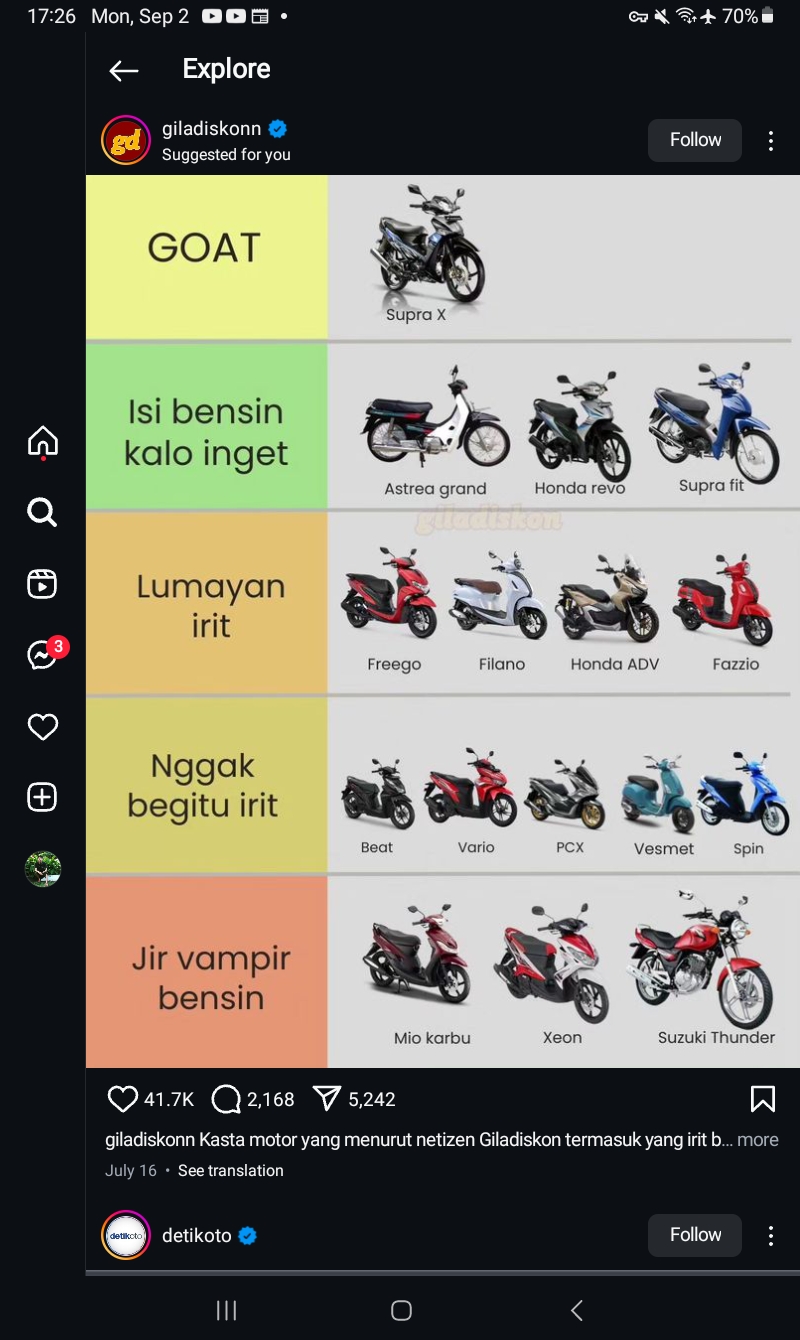 17:26 Mon, Sep 2
70%
Explore
gd
giladiskonn
Suggested for you
Follow
GOAT
Supra X
Isi bensin
kalo inget
Astrea grand
Honda revo
Supra fit
giladiskon
Lumayan
irit
Freego
Filano
Honda ADV
Fazzio
Nggak
begitu irit
Beat
Vario
PCX
Vesmet
Spin
Jir vampir
bensin
Mio karbu
Xeon
Suzuki Thunder
3
41.7K
2,168
5,242
giladiskonn Kasta motor yang menurut netizen Giladiskon termasuk yang irit b... more
July 16 • See translation
detikoto
detikoto
Follow